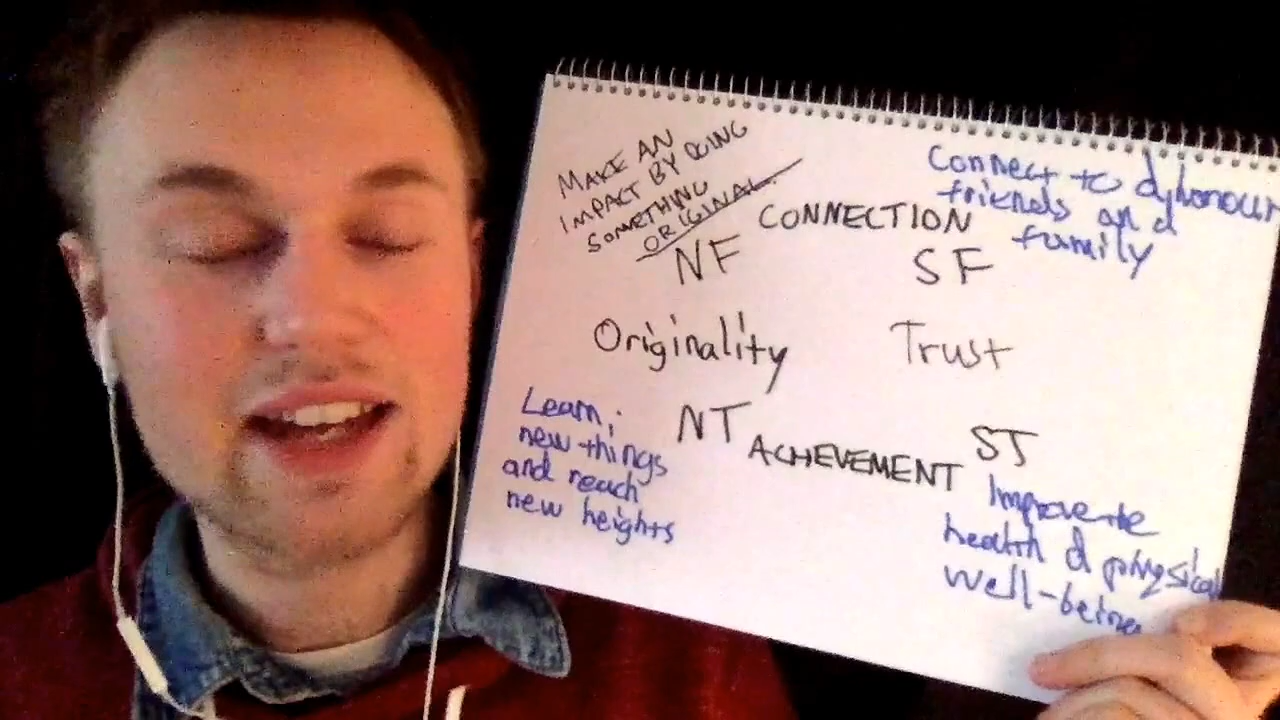 MAKE AN
IMPACT BY DOING
SOMETHING
ORIGINAL.
CONNECTION
Connect to &
friends and
family
NF
SF
Originality
Trust
NT
ACHEVEMENT
ST
Learn
new things
and reach
new heights
Improve the
health & physical
well-being